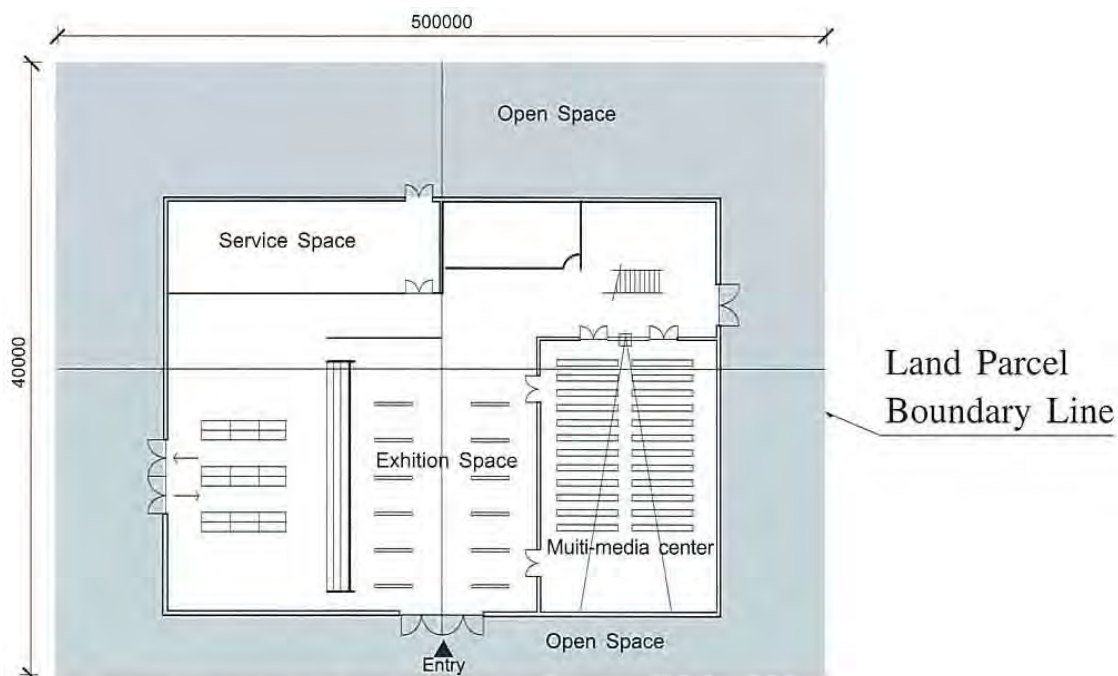 500000
Open Space
Service Space
40000
Land Parcel
Boundary Line
Exhition Space
Muiti-media center
Open Space
Entry